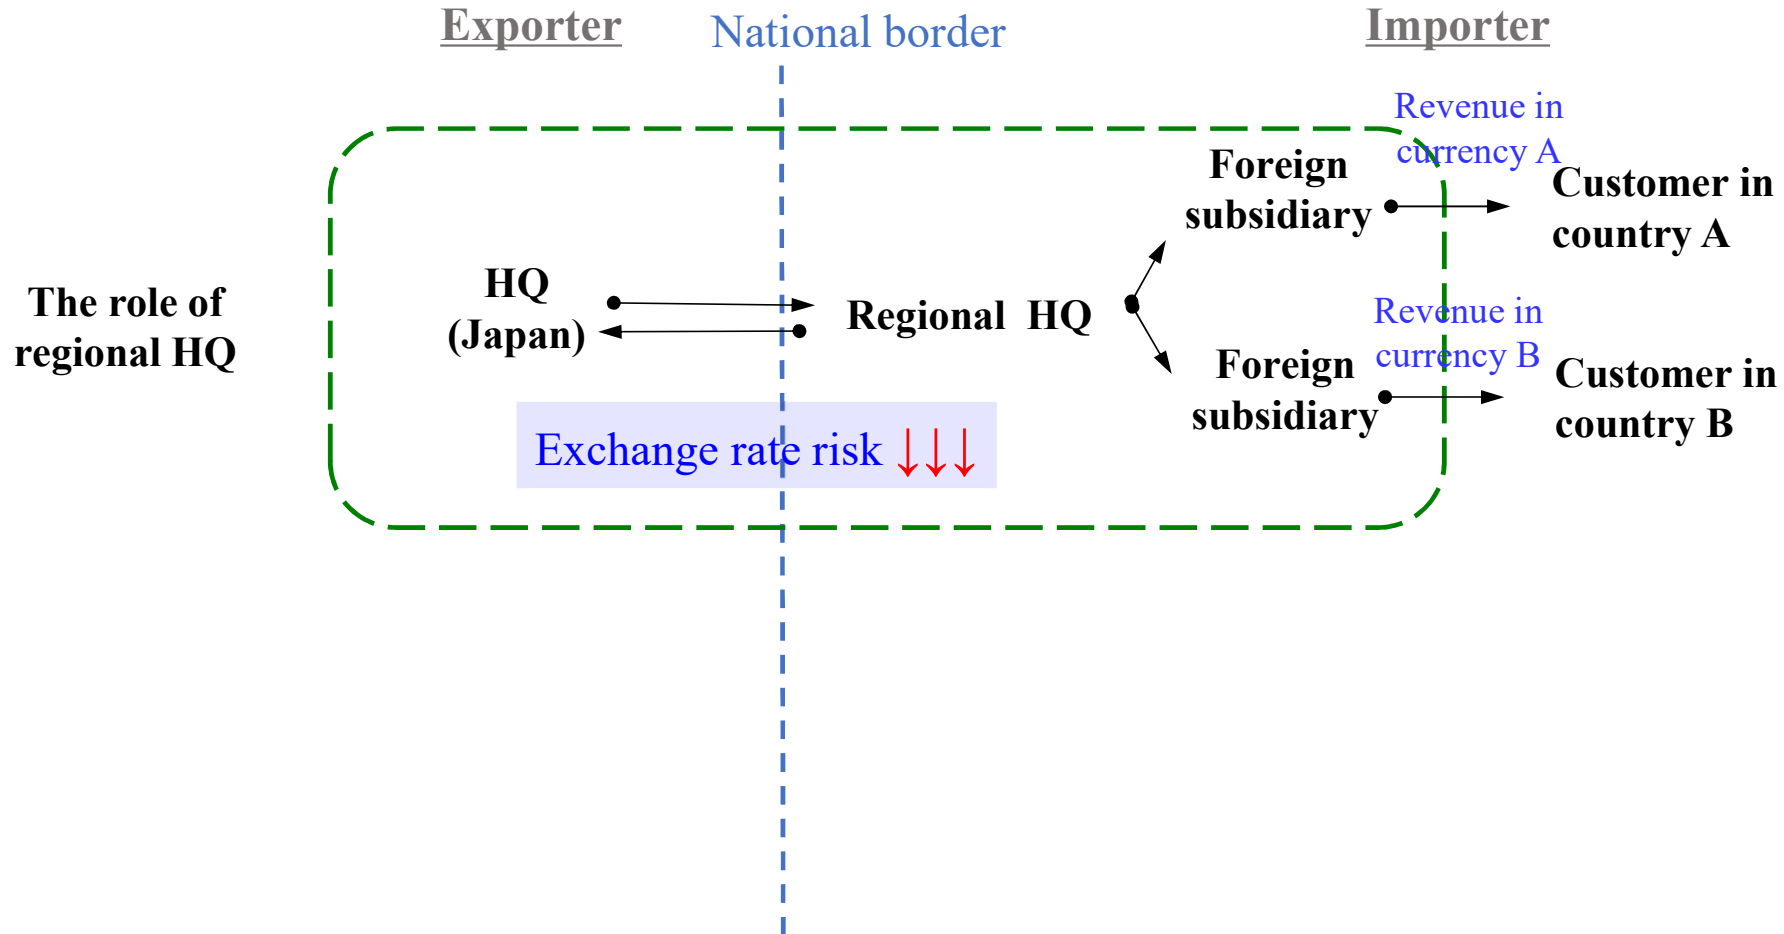 Exporter
National border
Importer
Revenue in
currency A
Foreign
subsidiary
Customer in
country A
The role of
regional HQ
HQ
(Japan)
Regional HQ
Revenue in
currency B
Foreign
subsidiary
Customer in
country B
Exchange rate risk ↓↓↓